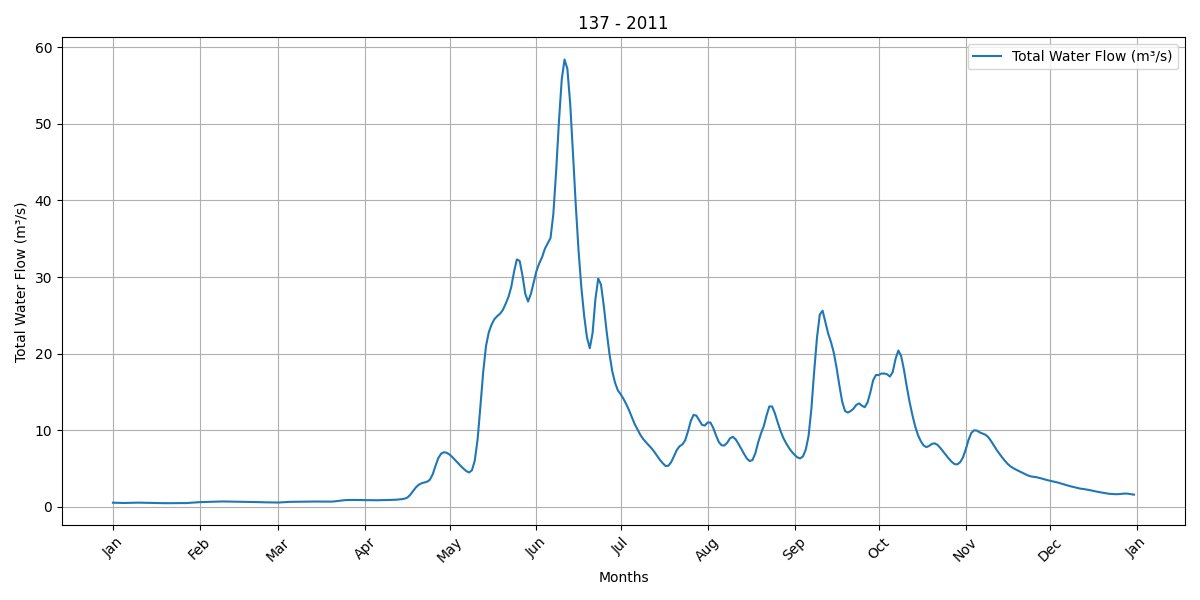 137 - 2011
Total Water Flow (m³/s)
Total Water Flow (m³/s)
60
50
40
30
20
10
0
Jan Feb Mar Apr May Jun Jul Aug Sep Oct Nov Dec Jan
Months